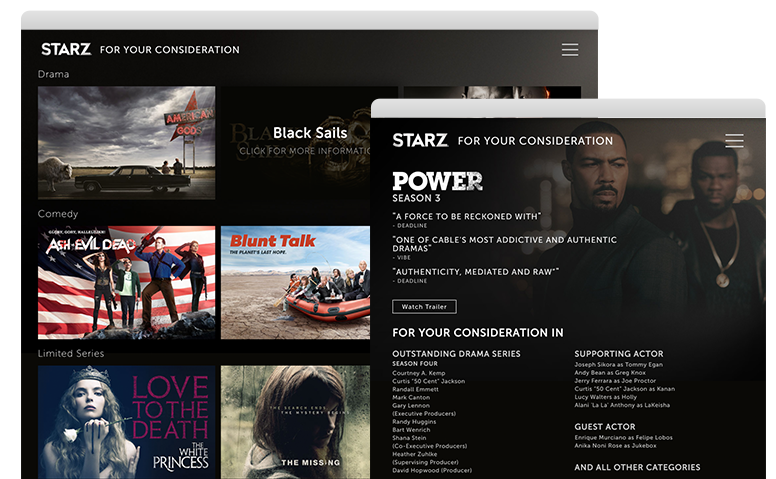 STARZ FOR YOUR CONSIDERATION
Drama
AMERICAN
GODS
Black Sails
CLICK FOR MORE INFORMATIO
Comedy
GLORY, GORY, HALLELUJAH!
ASH VS EVIL DEAD
Blunt Talk
THE PLANET'S LAST HOPE.
Limited Series
LOVE
TO THE
DEATH
THE
WHITE
PRINCESS
THE SEARCH ENDS.
THE MYSTERY BEGINS
THE MISSING
STARZ FOR YOUR CONSIDERATION
POWER
SEASON 3
"A FORCE TO BE RECKONED WITH"
- DEADLINE
"ONE OF CABLE'S MOST ADDICTIVE AND AUTHENTIC
DRAMAS"
- VIBE
"AUTHENTICITY, MEDIATED AND RAW'"
- DEADLINE
Watch Trailer
FOR YOUR CONSIDERATION IN
OUTSTANDING DRAMA SERIES
SEASON FOUR
Courtney A. Kemp
Curtis "50 Cent" Jackson
Randall Emmett
Mark Canton
Gary Lennon
(Executive Producers)
Randy Huggins
Bart Wenrich
Shana Stein
(Co-Executive Producers)
Heather Zuhlke
(Supervising Producer)
David Hopwood (Producer)
SUPPORTING ACTOR
Joseph Sikora as Tommy Egan
Andy Bean as Greg Knox
Jerry Ferrara as Joe Proctor
Curtis "50 Cent" Jackson as Kanan
Lucy Walters as Holly
Alani 'La La' Anthony as LaKeisha
GUEST ACTOR
Enrique Murciano as Felipe Lobos
Anika Noni Rose as Jukebox
AND ALL OTHER CATEGORIES